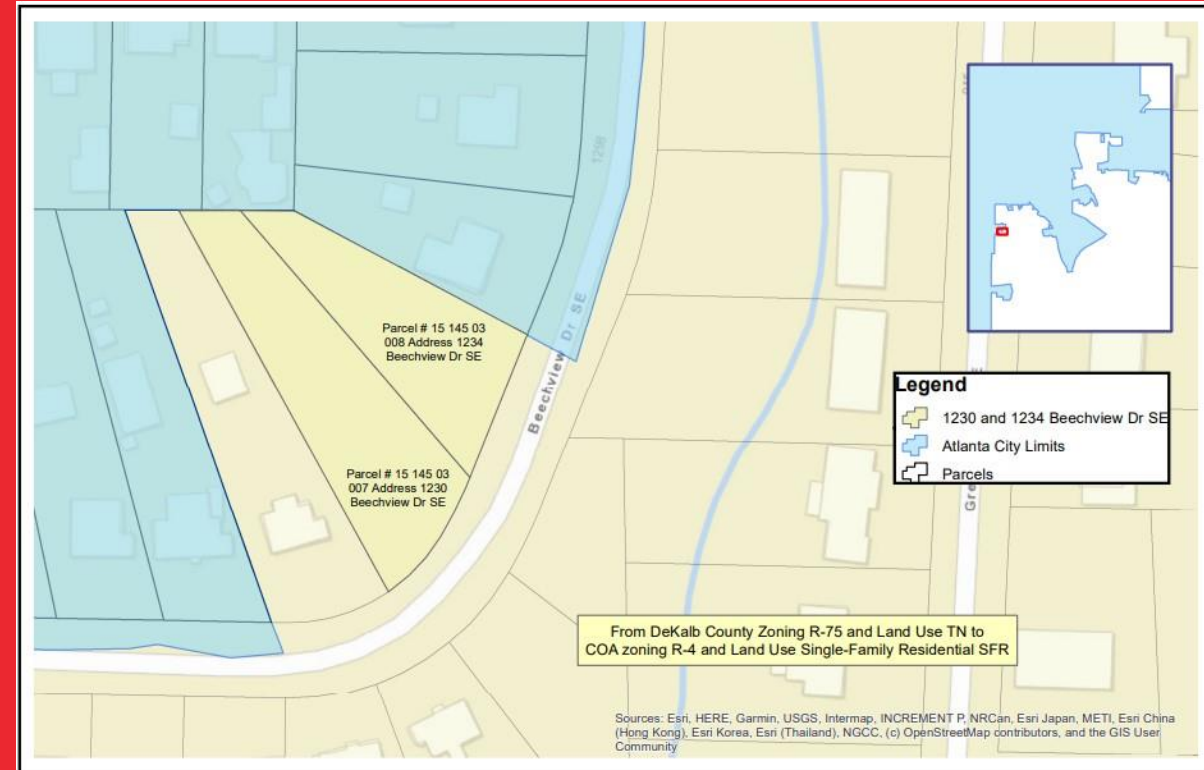 1298
Beechview Dr SE
Parcel # 15 145 03
008 Address 1234
Beechview Dr SE
Parcel # 15 145 03
007 Address 1230
Beechview Dr SE
Legend
1230 and 1234 Beechview Dr SE
Atlanta City Limits
Parcels
Gre
From DeKalb County Zoning R-75 and Land Use TN to
COA zoning R-4 and Land Use Single-Family Residential SFR
Sources: Esri, HERE, Garmin, USGS, Intermap, INCREMENT P, NRCan, Esri Japan, METI, Esri China
(Hong Kong), Esri Korea, Esri (Thailand), NGCC, (c) OpenStreetMap contributors, and the GIS User
Community